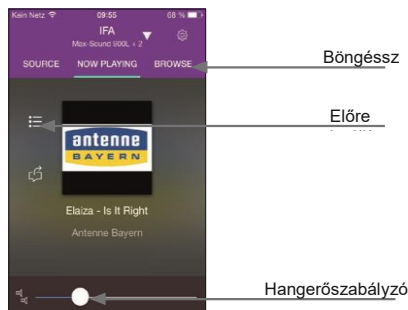 Kein Netz 09:55 68 %
IFA
Max-Sound 900L + 2
SOURCE NOW PLAYING BROWSE
Böngéssz
Előre
antenne
BAYERN
Elaiza - Is It Right
Antenne Bayern
Hangerőszabályzó